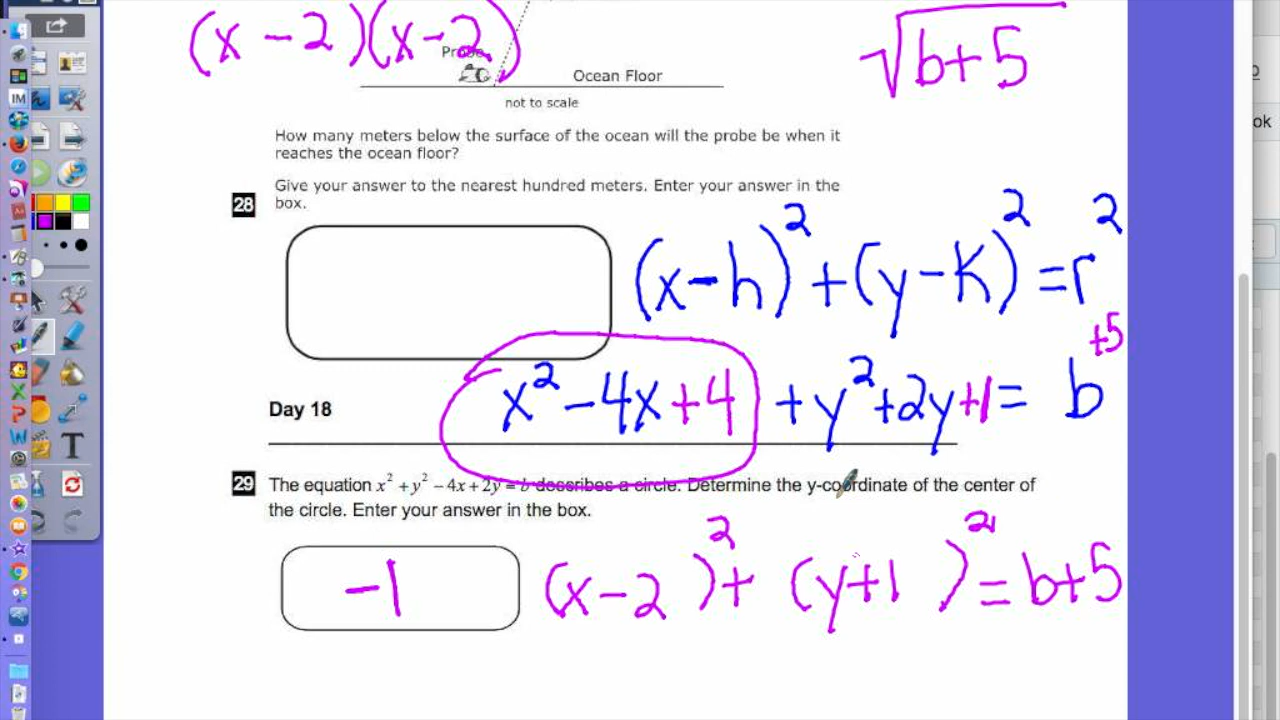 (x - 2)(x-2)
√b+5
Probe
Ocean Floor
not to scale
How many meters below the surface of the ocean will the probe be when it
reaches the ocean floor?
Give your answer to the nearest hundred meters. Enter your answer in the
28 box.
(x-h)² + (y-K)² = r²
+5
x² - 4x + 4 + y² + 2y + 1 = b
Day 18
29 The equation x² + y² - 4x + 2y = b describes a circle. Determine the y-coordinate of the center of
the circle. Enter your answer in the box.
-1 (x-2)² + (y+1)² = b+5
IM
T
ok